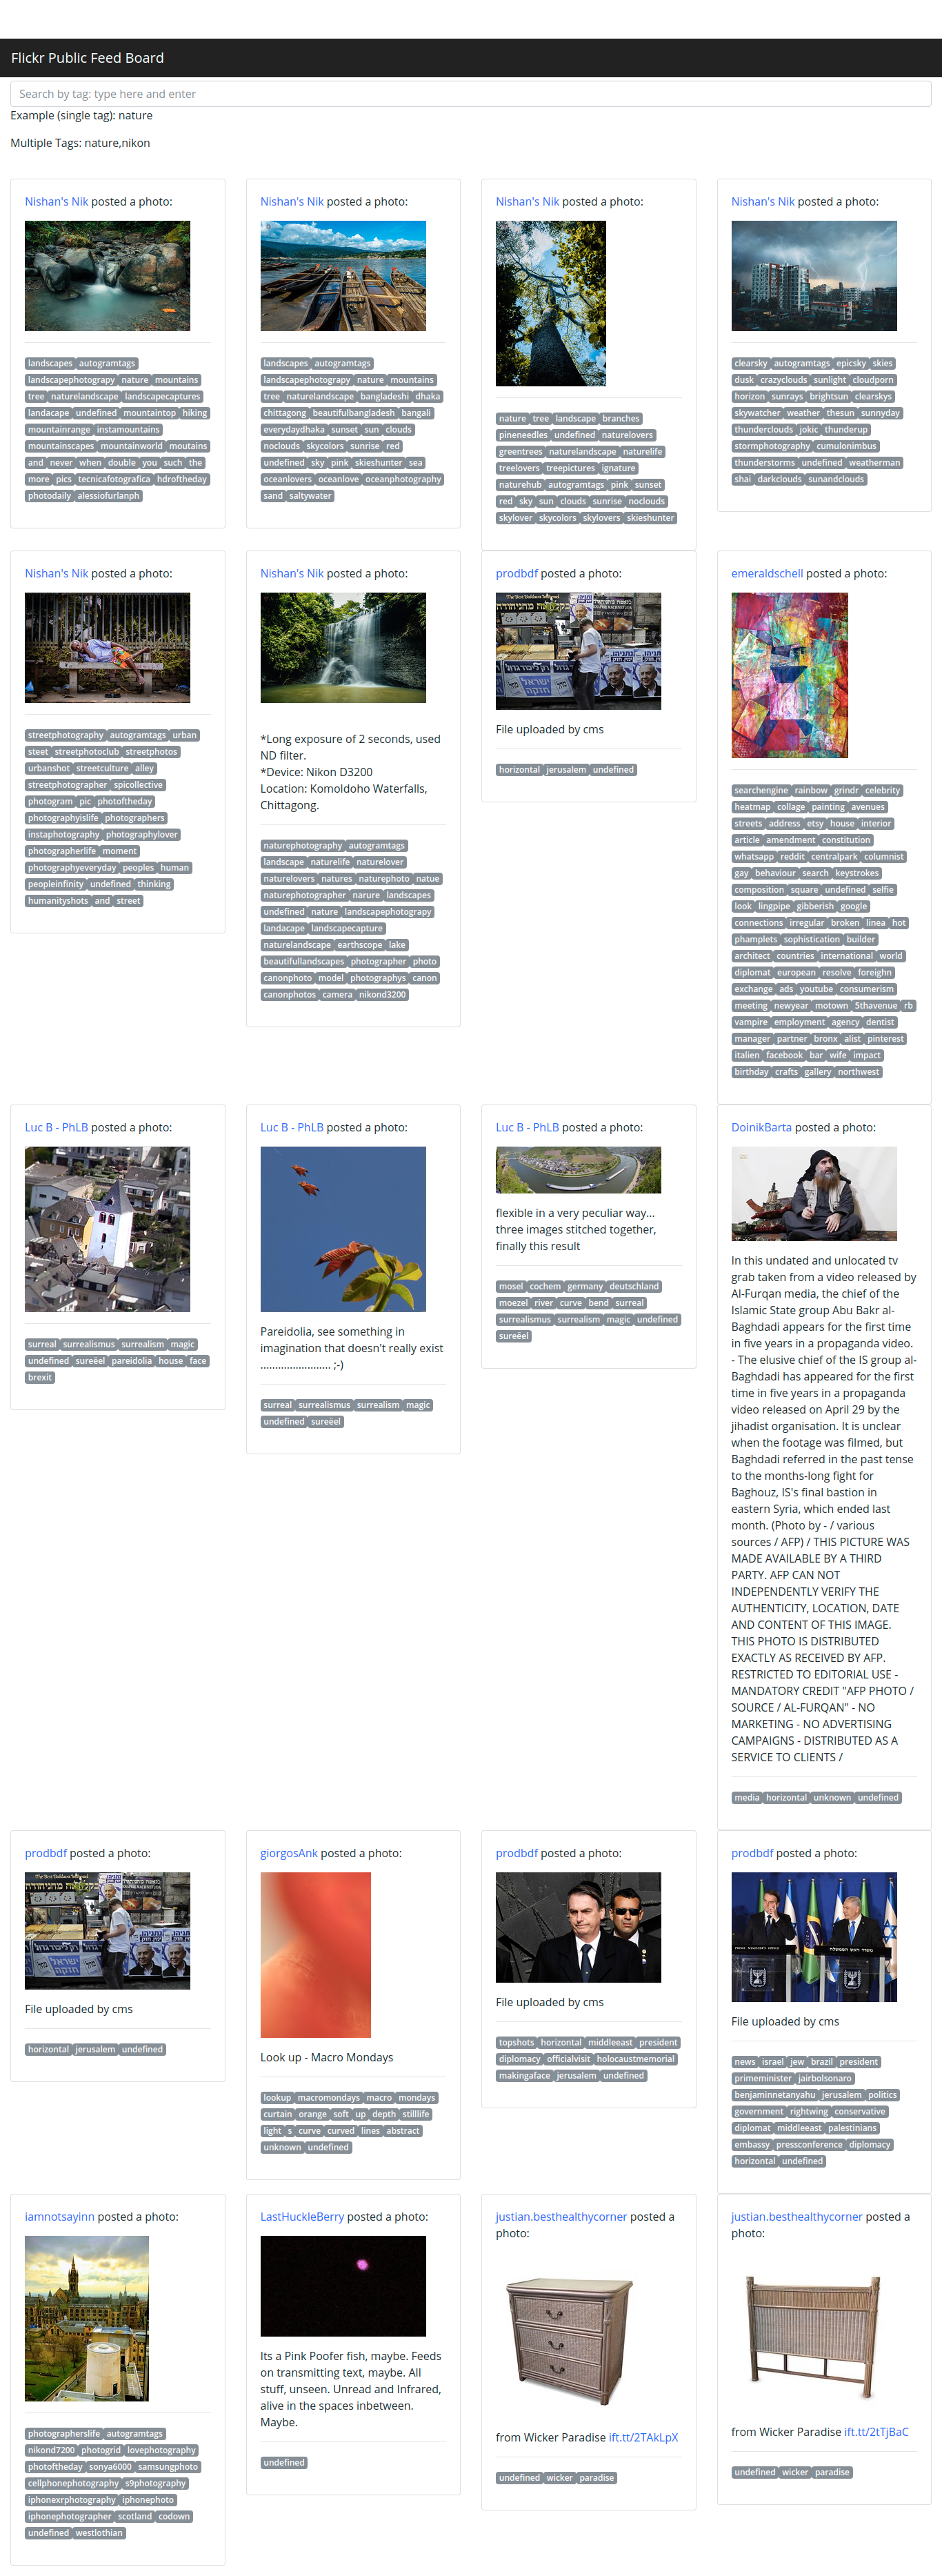 Flickr Public Feed Board
Search by tag: type here and enter
Example (single tag): nature
Multiple Tags: nature,nikon
Nishan's Nik posted a photo:
landscapes autogramtags
landscapephotograpy nature mountains
tree naturelandscape landscapecaptures
landacape undefined mountaintop hiking
mountainrange instamountains
mountainscapes mountainworld moutains
and never when double you such the
more pics tecnicafotografica hdroftheday
photodaily alessiofurlanph
Nishan's Nik posted a photo:
landscapes autogramtags
landscapephotograpy nature mountains
tree naturelandscape bangladeshi dhaka
chittagong beautifulbangladesh bangali
everydaydhaka sunset sun clouds
noclouds skycolors sunrise red
undefined sky pink skieshunter sea
oceanlovers oceanlove oceanphotography
sand saltywater
Nishan's Nik posted a photo:
nature tree landscape branches
pineneedles undefined naturelovers
greentrees naturelandscape naturelife
treelovers treepictures ignature
naturehub autogramtags pink sunset
red sky sun clouds sunrise noclouds
skylover skycolors skylovers skieshunter
Nishan's Nik posted a photo:
clearsky autogramtags epicsky skies
dusk crazyclouds sunlight cloudporn
horizon sunrays brightsun clearskys
skywatcher weather thesun sunnyday
thunderclouds jokic thunderup
stormphotography cumulonimbus
thunderstorms undefined weatherman
shai darkclouds sunandclouds
Nishan's Nik posted a photo:
streetphotography autogramtags urban
steet streetphotoclub streetphotos
urbanshot streetculture alley
streetphotographer spicollective
photogram pic photoftheday
photographyislife photographers
instaphotography photographylover
photographerlife moment
photographyeveryday peoples human
peopleinfinity undefined thinking
humanityshots and street
Nishan's Nik posted a photo:
*Long exposure of 2 seconds, used
ND filter.
*Device: Nikon D3200
Location: Komoldoho Waterfalls,
Chittagong.
naturephotography autogramtags
landscape naturelife naturelover
naturelovers natures naturephoto natue
naturephotographer narure landscapes
undefined nature landscapephotograpy
landacape landscapecapture
naturelandscape earthscope lake
beautifullandscapes photographer photo
canonphoto model photographys canon
canonphotos camera nikond3200
prodbdf posted a photo:
File uploaded by cms
horizontal jerusalem undefined
emeraldschell posted a photo:
searchengine rainbow grindr celebrity
heatmap collage painting avenues
streets address etsy house interior
article amendment constitution
whatsapp reddit centralpark columnist
gay behaviour search keystrokes
composition square undefined selfie
look lingpipe gibberish google
connections irregular broken linea hot
phamplets sophistication builder
architect countries international world
diplomat european resolve foreighn
exchange ads youtube consumerism
meeting newyear motown 5thavenue rb
vampire employment agency dentist
manager partner bronx alist pinterest
italien facebook bar wife impact
birthday crafts gallery northwest
Luc B - PhLB posted a photo:
surreal surrealismus surrealism magic
undefined sureëel pareidolia house face
brexit
Luc B - PhLB posted a photo:
Pareidolia, see something in
imagination that doesn't really exist
........................ ;-)
surreal surrealismus surrealism magic
undefined sureëel
Luc B - PhLB posted a photo:
flexible in a very peculiar way...
three images stitched together,
finally this result
mosel cochem germany deutschland
moezel river curve bend surreal
surrealismus surrealism magic undefined
sureëel
DoinikBarta posted a photo:
In this undated and unlocated tv
grab taken from a video released by
Al-Furqan media, the chief of the
Islamic State group Abu Bakr al-
Baghdadi appears for the first time
in five years in a propaganda video.
- The elusive chief of the IS group al-
Baghdadi has appeared for the first
time in five years in a propaganda
video released on April 29 by the
jihadist organisation. It is unclear
when the footage was filmed, but
Baghdadi referred in the past tense
to the months-long fight for
Baghouz, IS's final bastion in
eastern Syria, which ended last
month. (Photo by - / various
sources / AFP) / THIS PICTURE WAS
MADE AVAILABLE BY A THIRD
PARTY. AFP CAN NOT
INDEPENDENTLY VERIFY THE
AUTHENTICITY, LOCATION, DATE
AND CONTENT OF THIS IMAGE.
THIS PHOTO IS DISTRIBUTED
EXACTLY AS RECEIVED BY AFP.
RESTRICTED TO EDITORIAL USE -
MANDATORY CREDIT "AFP PHOTO /
SOURCE / AL-FURQAN" - NO
MARKETING - NO ADVERTISING
CAMPAIGNS - DISTRIBUTED AS A
SERVICE TO CLIENTS /
media horizontal unknown undefined
prodbdf posted a photo:
File uploaded by cms
horizontal jerusalem undefined
giorgosAnk posted a photo:
Look up - Macro Mondays
lookup macromondays macro mondays
curtain orange soft up depth stilllife
light s curve curved lines abstract
unknown undefined
prodbdf posted a photo:
File uploaded by cms
topshots horizontal middleeast president
diplomacy officialvisit holocaustmemorial
makingaface jerusalem undefined
prodbdf posted a photo:
File uploaded by cms
news israel jew brazil president
primeminister jairbolsonaro
benjaminnetanyahu jerusalem politics
government rightwing conservative
diplomat middleeast palestinians
embassy pressconference diplomacy
horizontal undefined
iamnotsayinn posted a photo:
photographerslife autogramtags
nikond7200 photogrid lovephotography
photoftheday sonya6000 samsungphoto
cellphonephotography s9photography
iphonexrphotography iphonephoto
iphonephotographer scotland codown
undefined westlothian
LastHuckleBerry posted a photo:
Its a Pink Poofer fish, maybe. Feeds
on transmitting text, maybe. All
stuff, unseen. Unread and Infrared,
alive in the spaces inbetween.
Maybe.
undefined
justian.besthealthycorner posted a
photo:
from Wicker Paradise ift.tt/2TAkLpX
undefined wicker paradise
justian.besthealthycorner posted a
photo:
from Wicker Paradise ift.tt/2tTjBaC
undefined wicker paradise